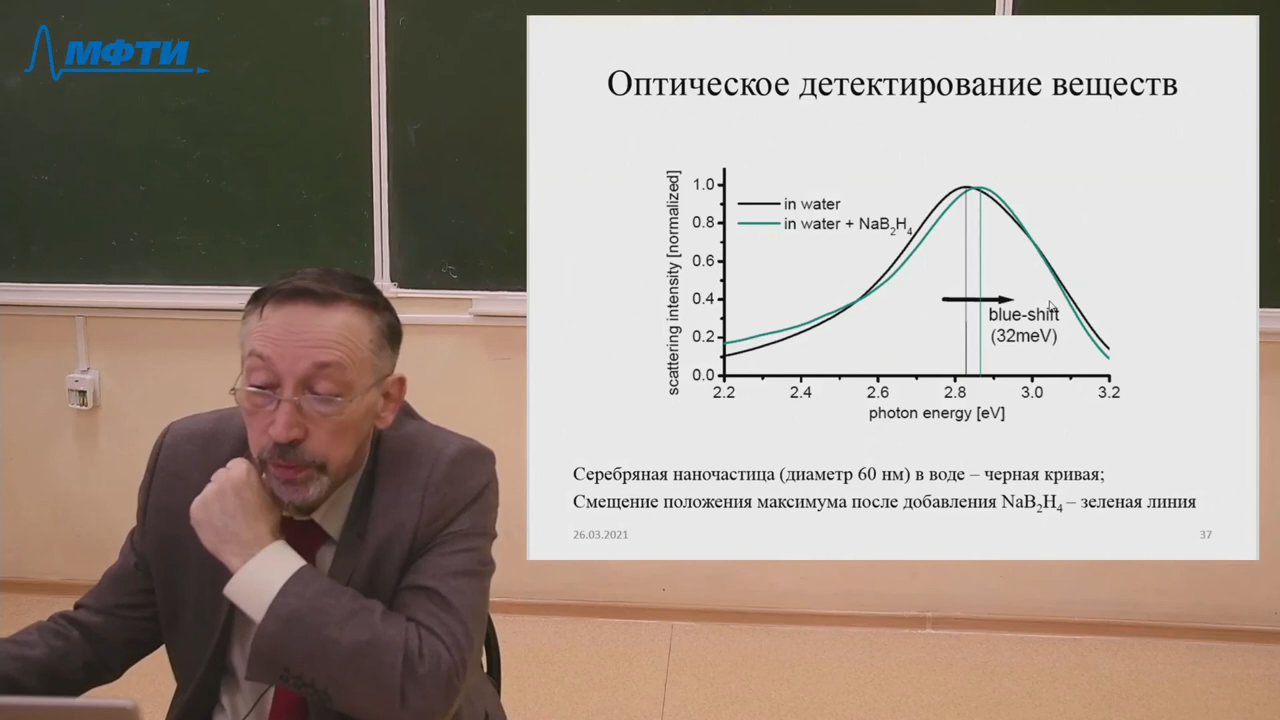 МФТИ
Оптическое детектирование веществ
scattering intensity [normalized]
1.0
0.8
0.6
0.4
0.2
0.0
in water
in water + NaB₂H₄
blue-shift
(32meV)
2.2 2.4 2.6 2.8 3.0 3.2
photon energy [eV]
Серебряная наночастица (диаметр 60 нм) в воде – черная кривая;
Смещение положения максимума после добавления NaB₂H₄ – зеленая линия
26.03.2021
37